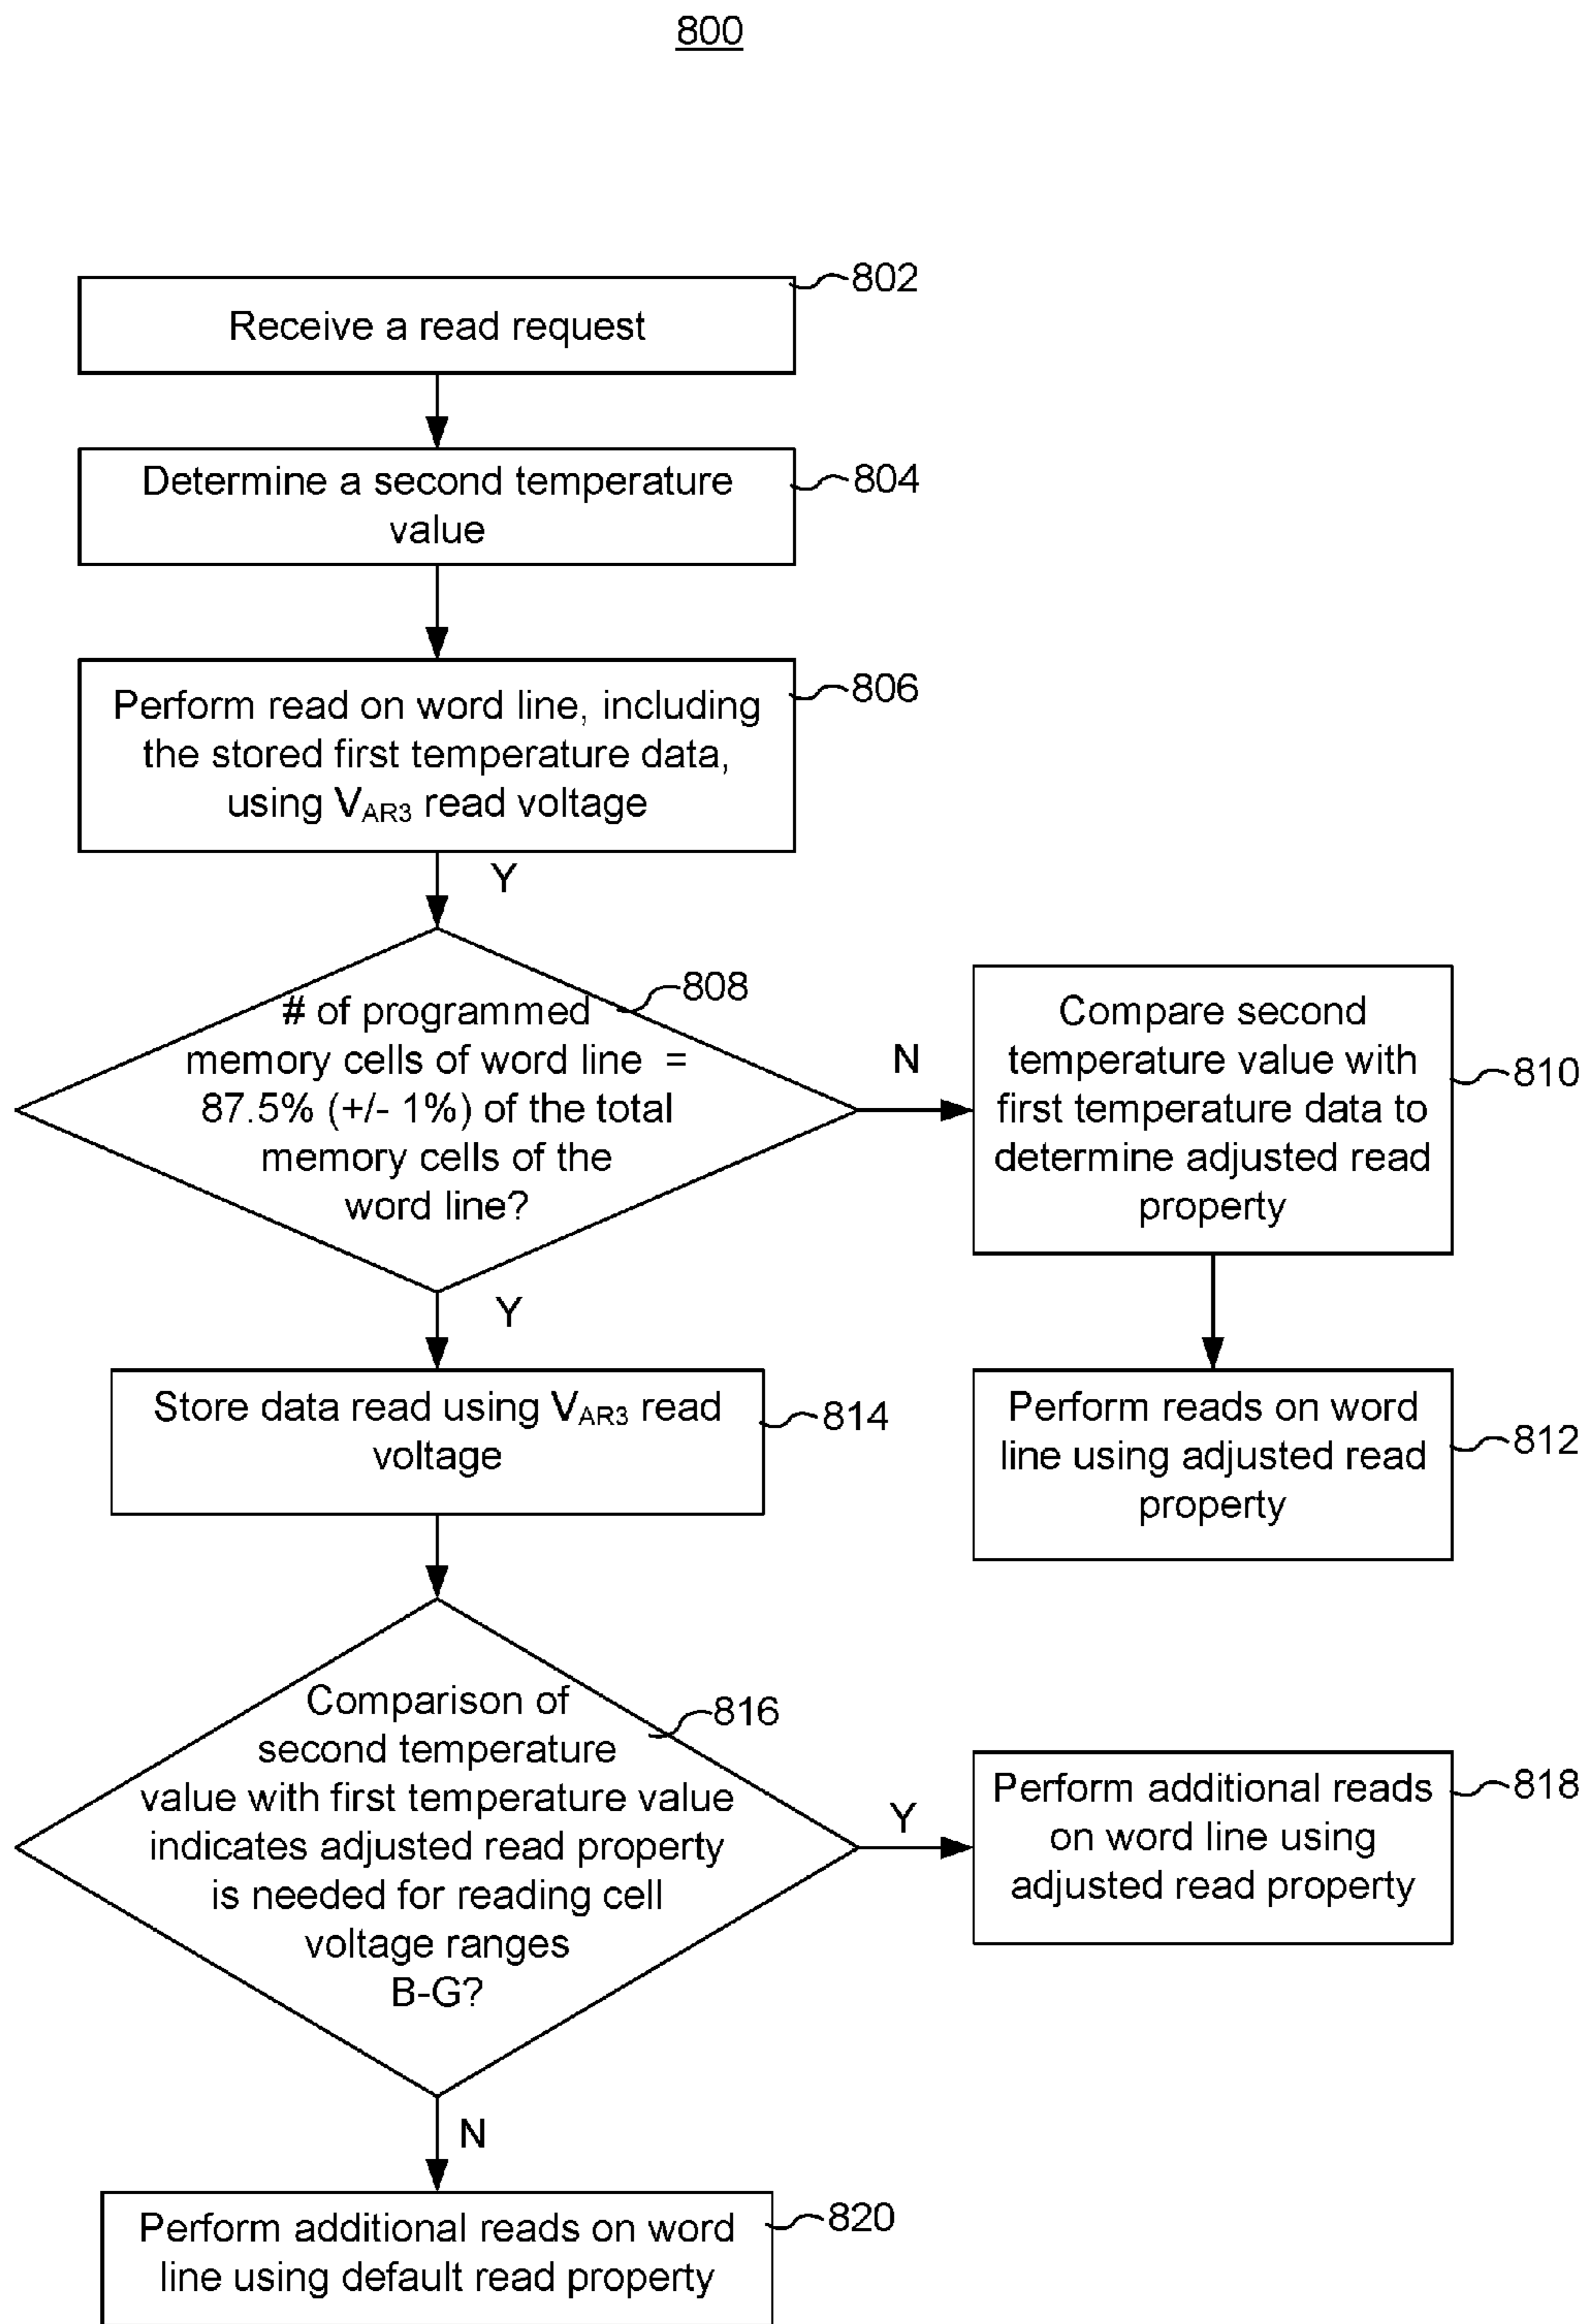 800
802
Receive a read request
Determine a second temperature
value
804
Perform read on word line, including
the stored first temperature data,
using VAR3 read voltage
806
Y
# of programmed
memory cells of word line =
87.5% (+/- 1%) of the total
memory cells of the
word line?
808
N
Compare second
temperature value with
first temperature data to
determine adjusted read
property
810
Y
Store data read using VAR3 read
voltage
814
Perform reads on word
line using adjusted read
property
812
Comparison of
second temperature
value with first temperature value
indicates adjusted read property
is needed for reading cell
voltage ranges
B-G?
816
Y
Perform additional reads
on word line using
adjusted read property
818
N
Perform additional reads on word
line using default read property
820